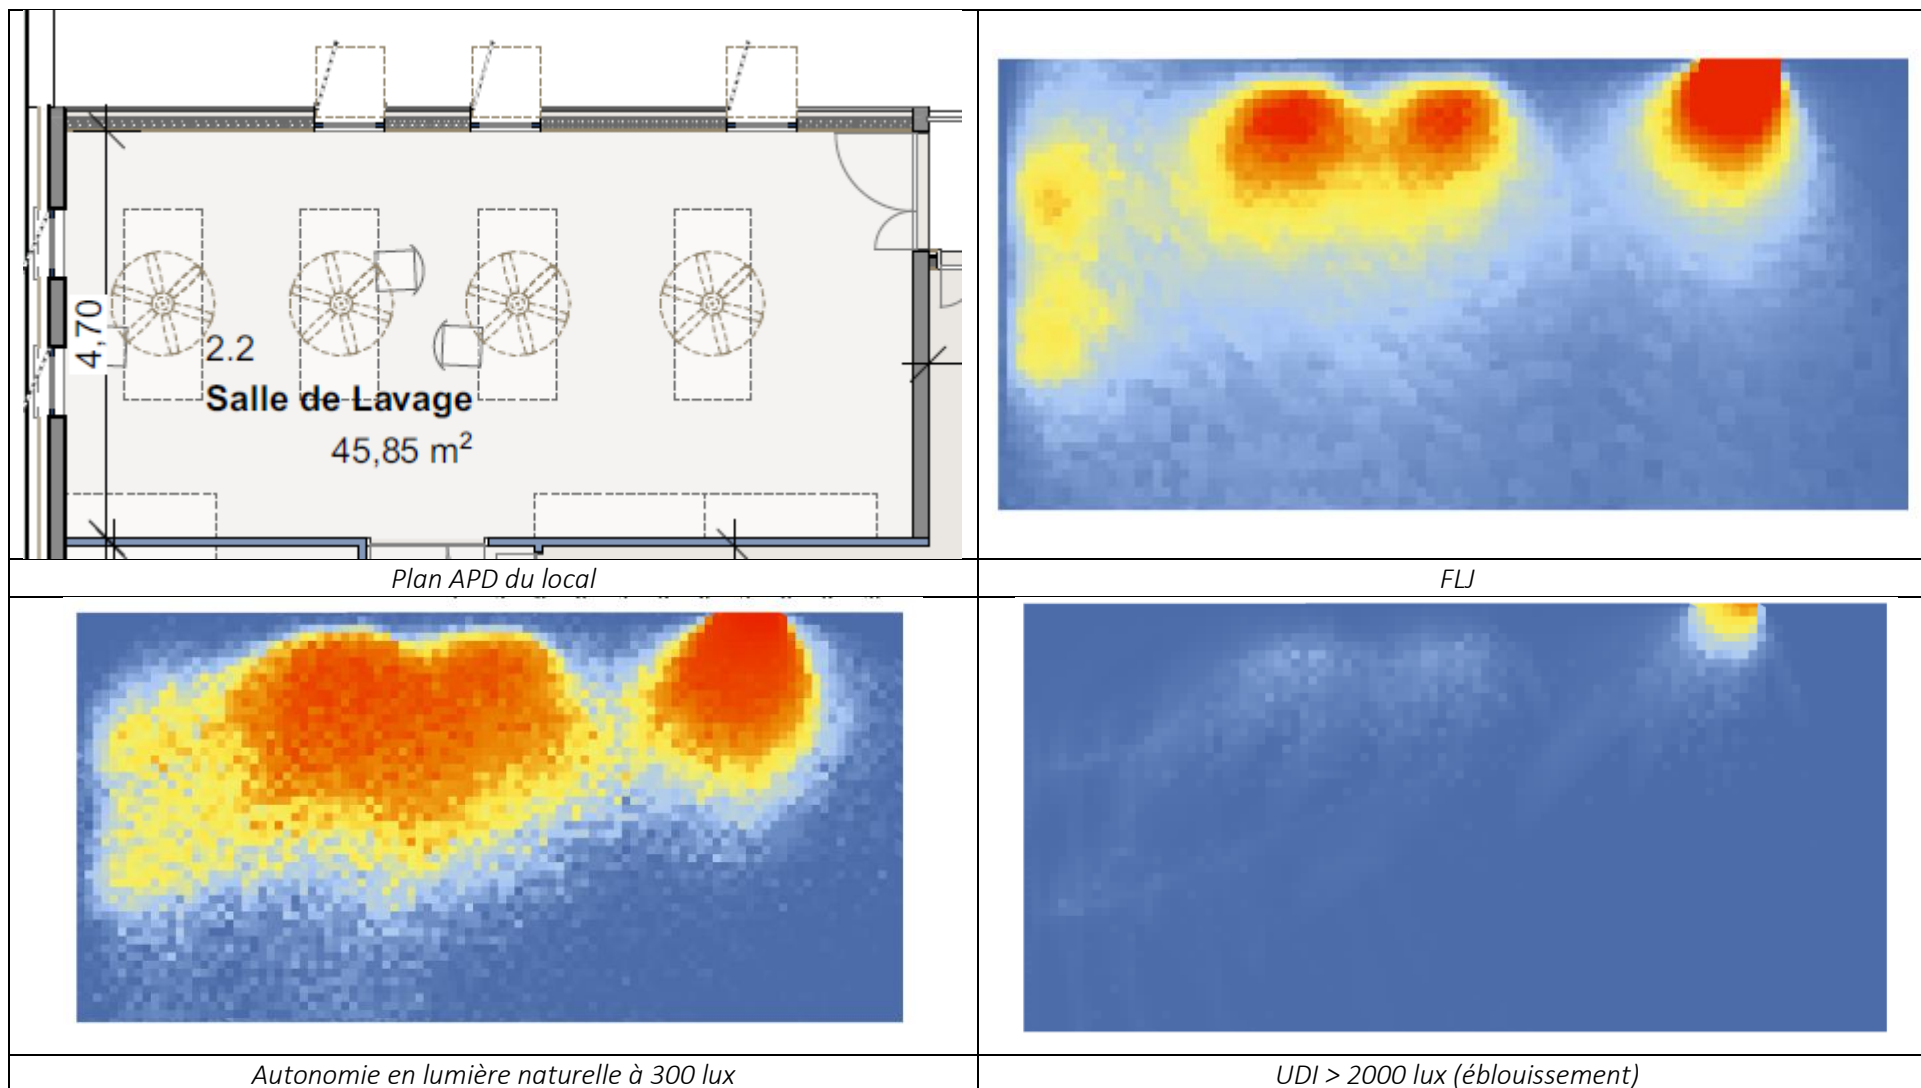 4,70
2.2
Salle de Lavage
45,85 m²
Plan APD du local
FLJ
Autonomie en lumière naturelle à 300 lux
UDI > 2000 lux (éblouissement)